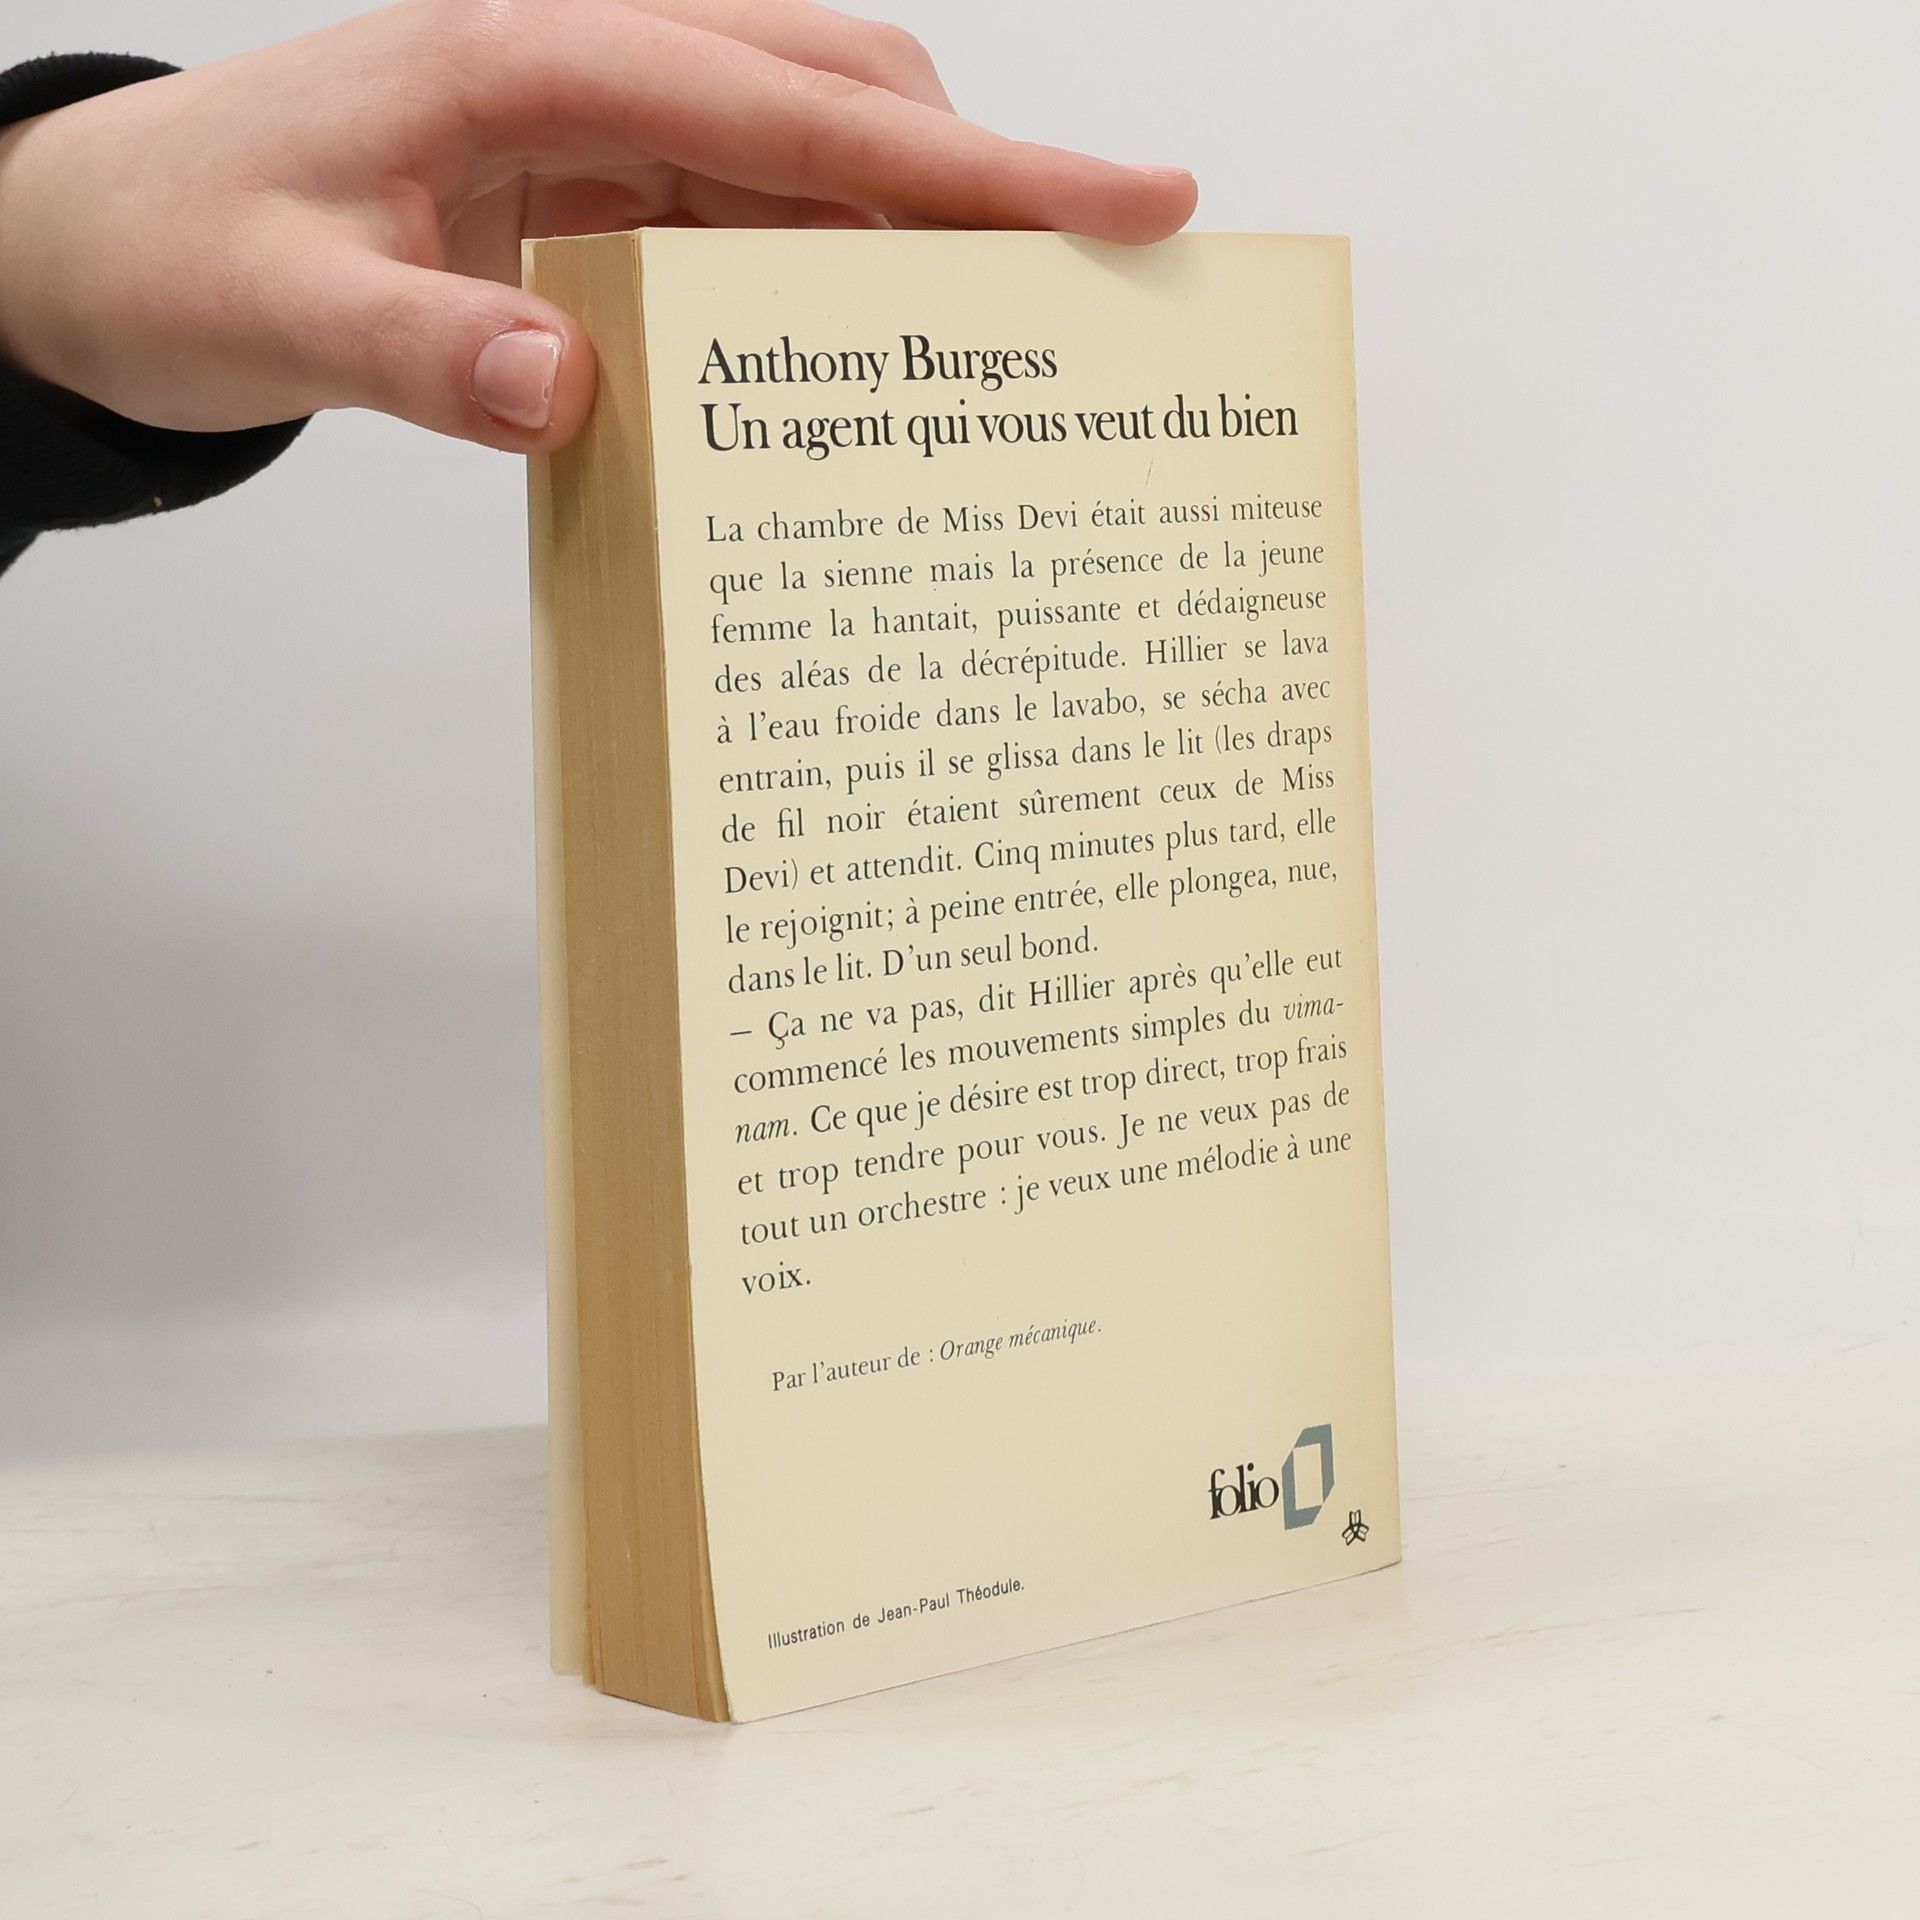 Anthony Burgess
Un agent qui vous veut du bien
La chambre de Miss Devi était aussi miteuse
que la sienne mais la présence de la jeune
femme la hantait, puissante et dédaigneuse
des aléas de la décrépitude. Hillier se lava
à l'eau froide dans le lavabo, se sécha avec
entrain, puis il se glissa dans le lit (les draps
de fil noir étaient sûrement ceux de Miss
Devi) et attendit. Cinq minutes plus tard, elle
le rejoignit; à peine entrée, elle plongea, nue,
dans le lit. D'un seul bond.
– Ça ne va pas, dit Hillier après qu'elle eut
commencé les mouvements simples du vima-
nam. Ce que je désire est trop direct, trop frais
et trop tendre pour vous. Je ne veux pas de
tout un orchestre : je veux une mélodie à une
voix.
Par l'auteur de : Orange mécanique.
folio
Illustration de Jean-Paul Théodule.